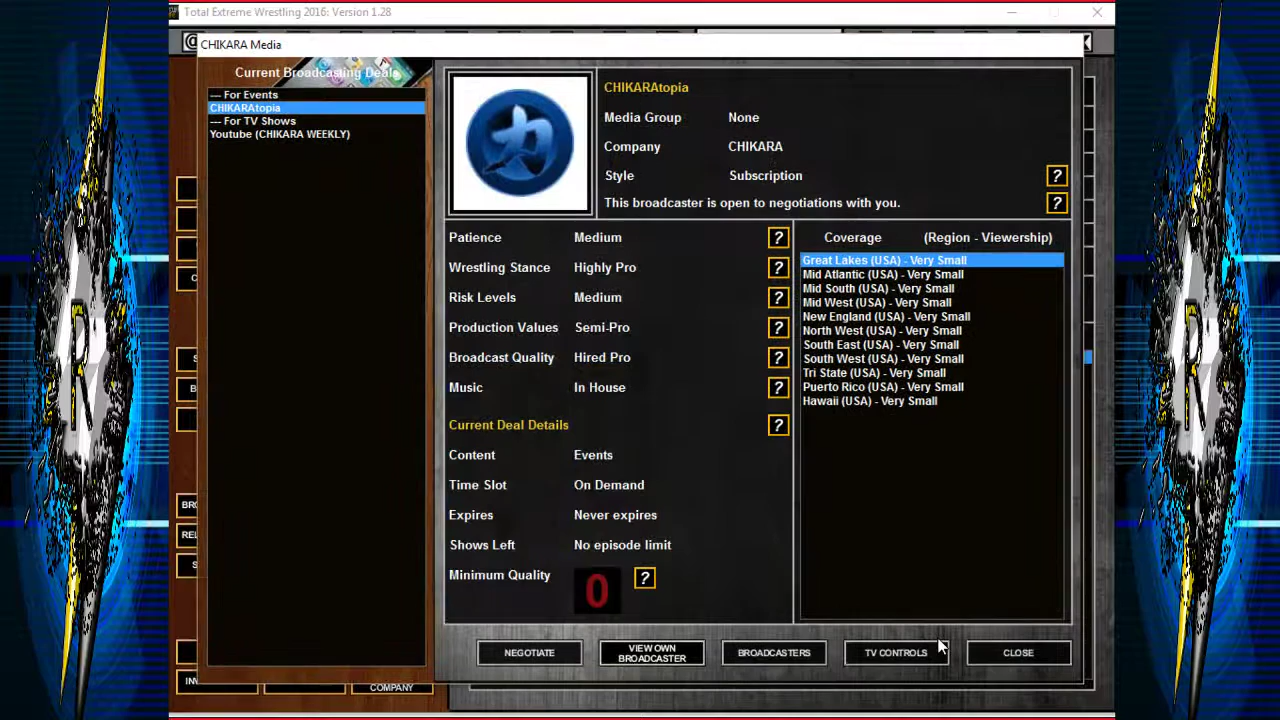 Total Extreme Wrestling 2016: Version 1.28
CHIKARA Media
Current Broadcasting Deals
--- For Events
CHIKARAtopia
--- For TV Shows
Youtube (CHIKARA WEEKLY)
力
CHIKARAtopia
Media Group None
Company CHIKARA
Style Subscription ?
This broadcaster is open to negotiations with you. ?
Patience Medium ?
Wrestling Stance Highly Pro ?
Risk Levels Medium ?
Production Values Semi-Pro ?
Broadcast Quality Hired Pro ?
Music In House ?
Current Deal Details ?
Content Events
Time Slot On Demand
Expires Never expires
Shows Left No episode limit
Minimum Quality 0 ?
Coverage (Region - Viewership)
Great Lakes (USA) - Very Small
Mid Atlantic (USA) - Very Small
Mid South (USA) - Very Small
Mid West (USA) - Very Small
New England (USA) - Very Small
North West (USA) - Very Small
South East (USA) - Very Small
South West (USA) - Very Small
Tri State (USA) - Very Small
Puerto Rico (USA) - Very Small
Hawaii (USA) - Very Small
NEGOTIATE
VIEW OWN
BROADCASTER
BROADCASTERS
TV CONTROLS
CLOSE
COMPANY
R
R